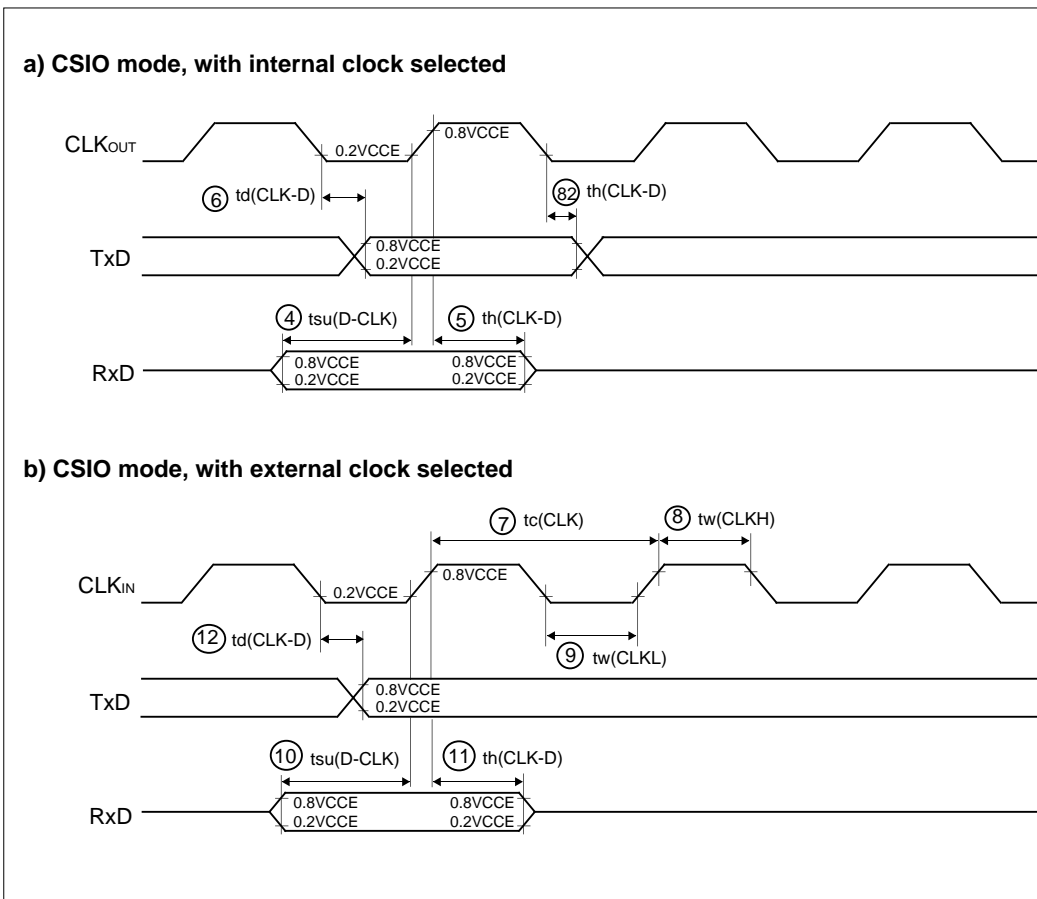 a) CSIO mode, with internal clock selected
CLKOUT
0.2VCCE
0.8VCCE
6 td(CLK-D)
82 th(CLK-D)
TxD
0.8VCCE
0.2VCCE
4 tsu(D-CLK)
5 th(CLK-D)
RxD
0.8VCCE 0.8VCCE
0.2VCCE 0.2VCCE
b) CSIO mode, with external clock selected
7 tc(CLK)
8 tw(CLKH)
CLKIN
0.2VCCE
0.8VCCE
12 td(CLK-D)
9 tw(CLKL)
TxD
0.8VCCE
0.2VCCE
10 tsu(D-CLK)
11 th(CLK-D)
RxD
0.8VCCE 0.8VCCE
0.2VCCE 0.2VCCE